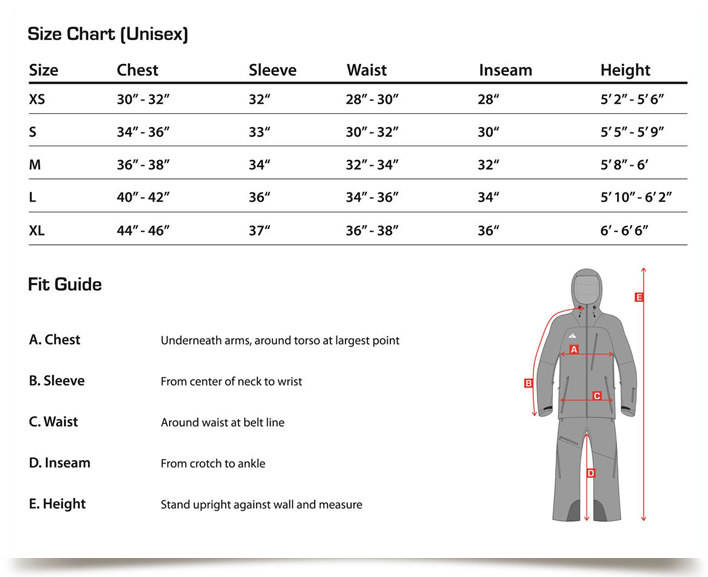 Size Chart (Unisex)
Size Chest Sleeve Waist Inseam Height
XS 30” - 32” 32“ 28” - 30” 28“ 5’ 2” - 5’ 6”
S 34” - 36” 33“ 30” - 32” 30“ 5’ 5” - 5’ 9”
M 36” - 38” 34“ 32” - 34” 32“ 5’ 8” - 6’
L 40” - 42” 36“ 34” - 36” 34“ 5’ 10” - 6’ 2”
XL 44” - 46” 37“ 36” - 38” 36“ 6’ - 6’ 6”
Fit Guide
A. Chest Underneath arms, around torso at largest point
B. Sleeve From center of neck to wrist
C. Waist Around waist at belt line
D. Inseam From crotch to ankle
E. Height Stand upright against wall and measure
E
A
B
C
D